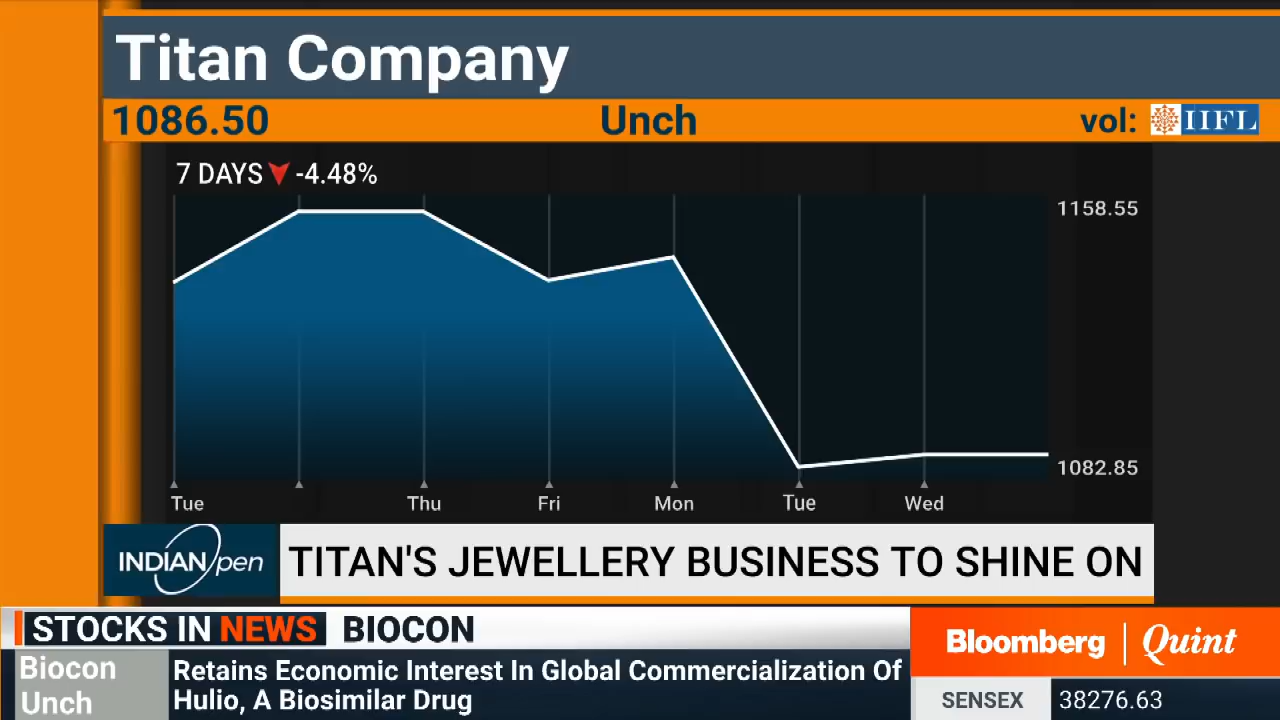 Titan Company
1086.50 Unch vol: IIFL
7 DAYS -4.48%
1158.55
1082.85
Tue Thu Fri Mon Tue Wed
INDIAN pen TITAN'S JEWELLERY BUSINESS TO SHINE ON
STOCKS IN NEWS BIOCON
Bloomberg | Quint
Biocon
Unch
Retains Economic Interest In Global Commercialization Of
Hulio, A Biosimilar Drug
SENSEX 38276.63